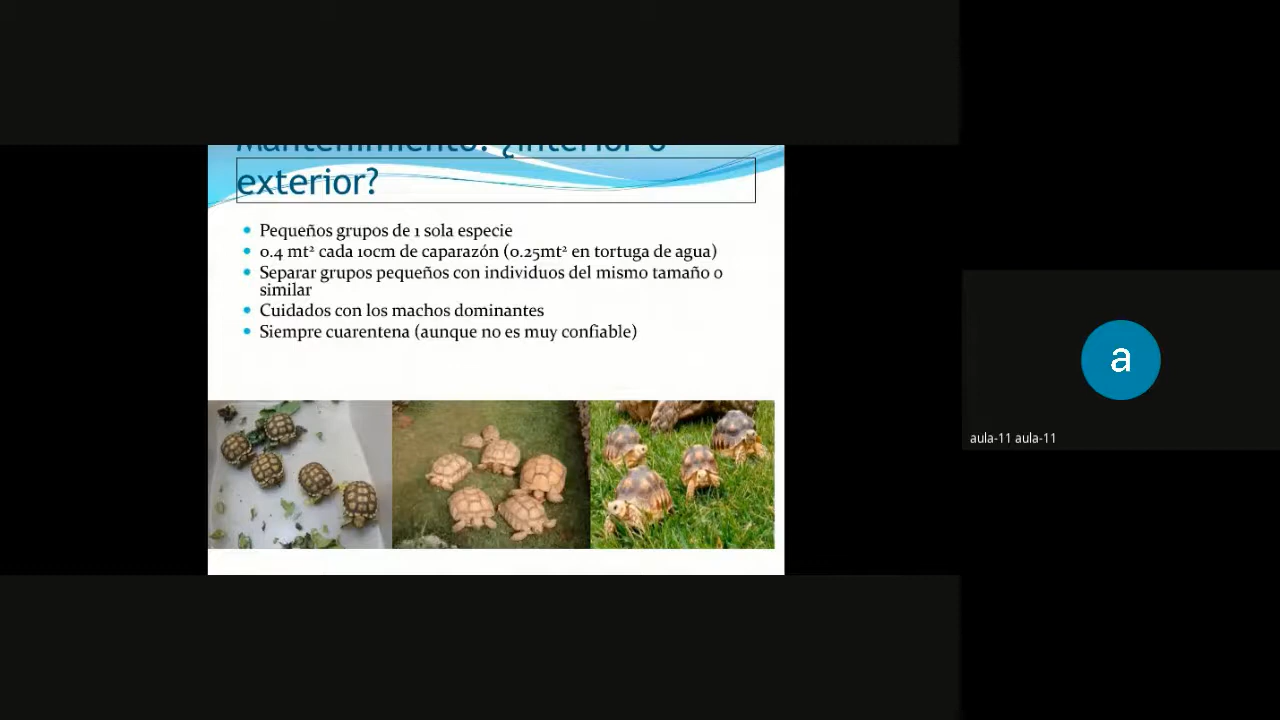 Mantenimiento: ¿interior o
exterior?
Pequeños grupos de 1 sola especie
0.4 mt² cada 10cm de caparazón (0.25mt² en tortuga de agua)
Separar grupos pequeños con individuos del mismo tamaño o
similar
Cuidados con los machos dominantes
Siempre cuarentena (aunque no es muy confiable)
a
aula-11 aula-11